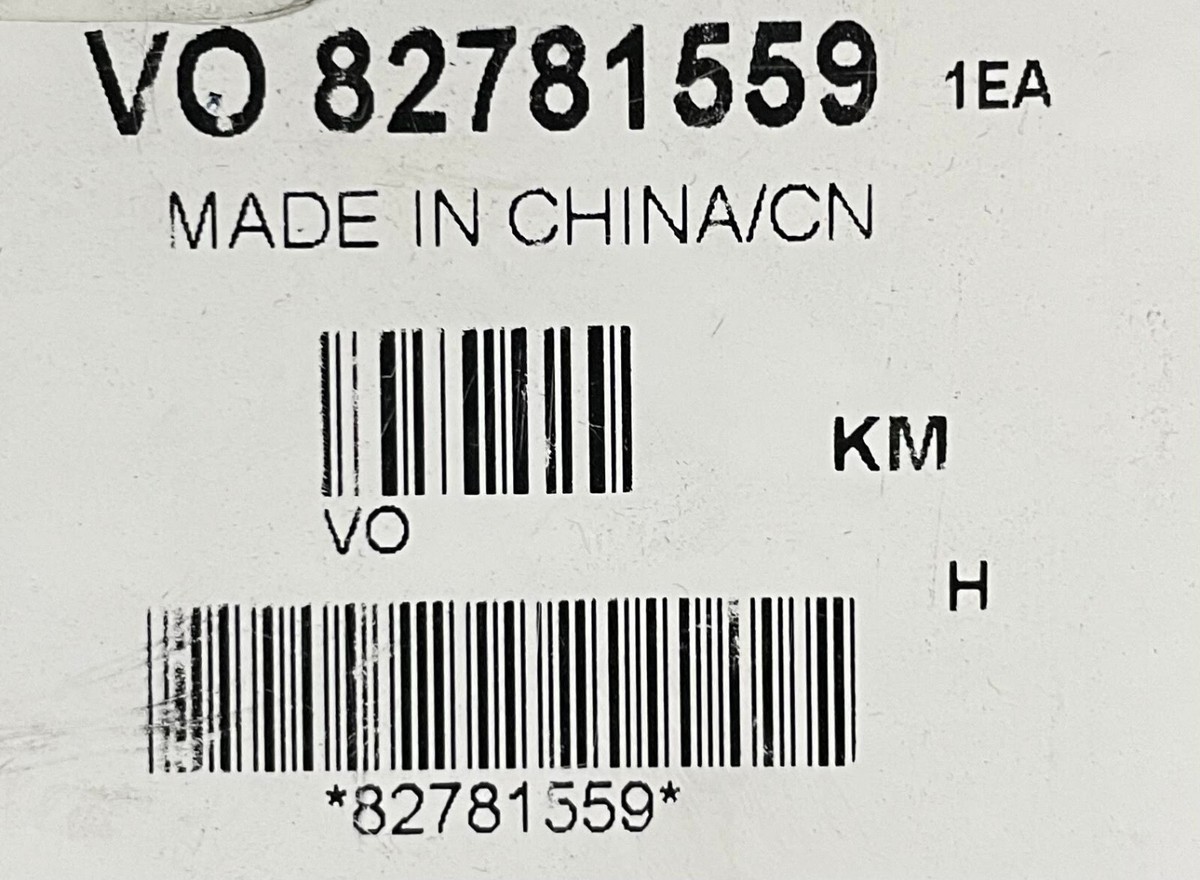 VO 82781559 1EA
MADE IN CHINA/CN
KM
VO
H
*82781559*